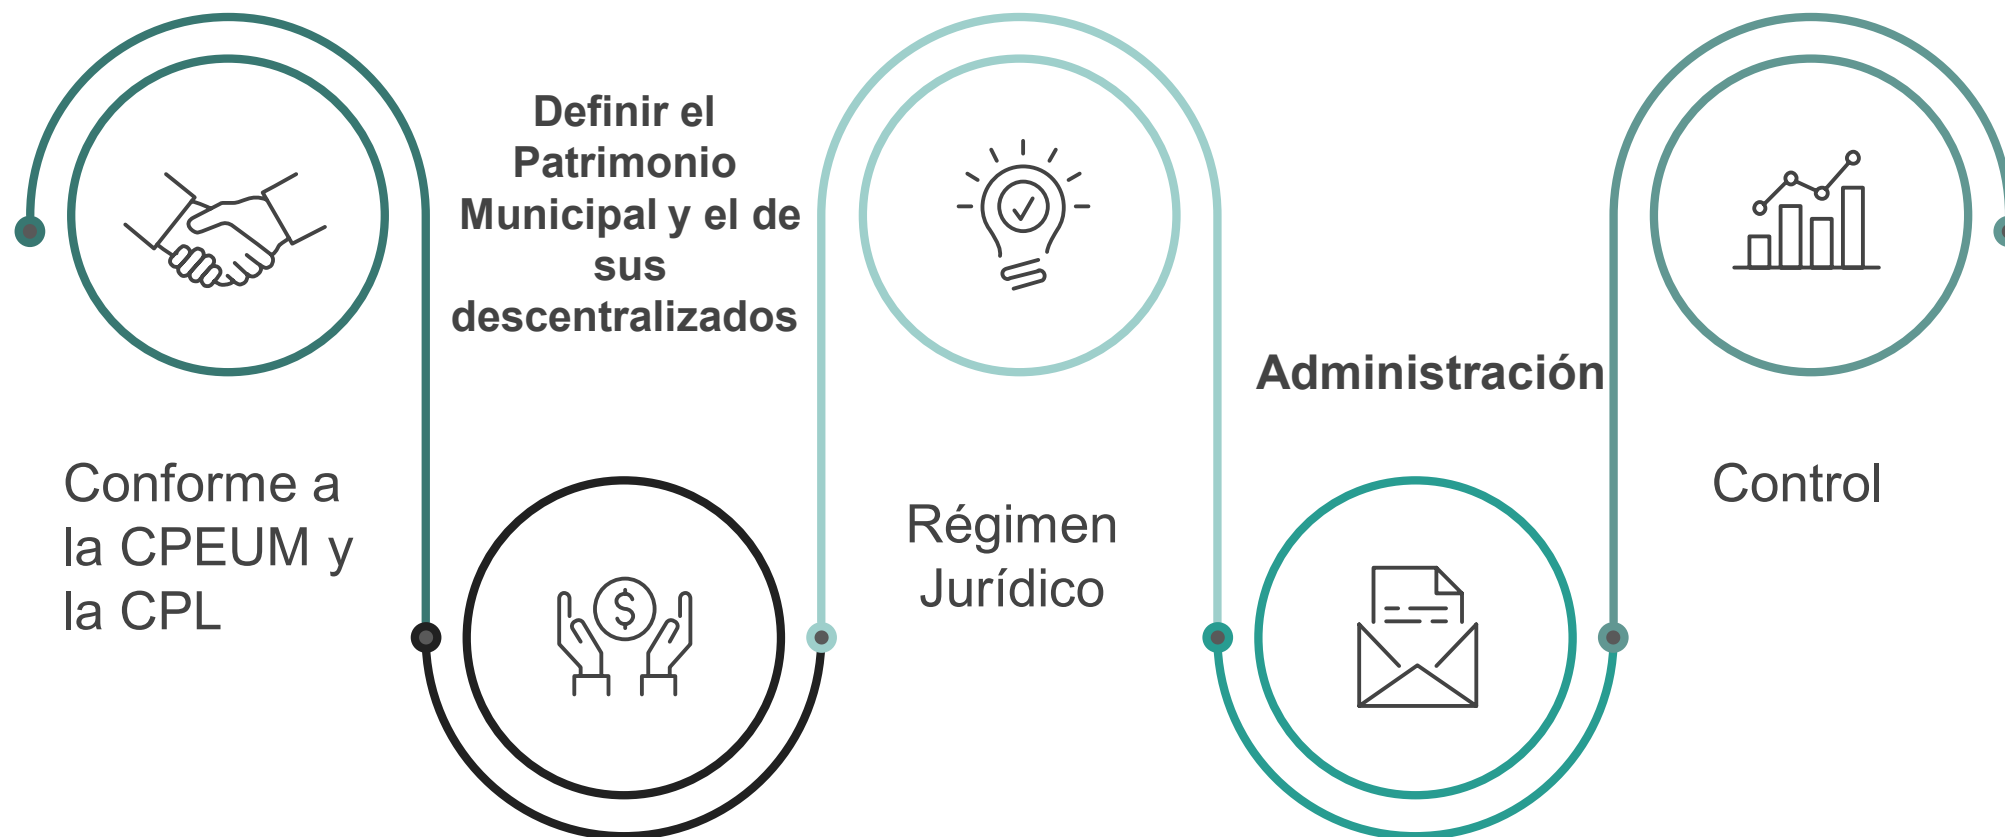 Conforme a
la CPEUM y
la CPL
Definir el
Patrimonio
Municipal y el de
sus
descentralizados
$
Régimen
Jurídico
Administración
Control